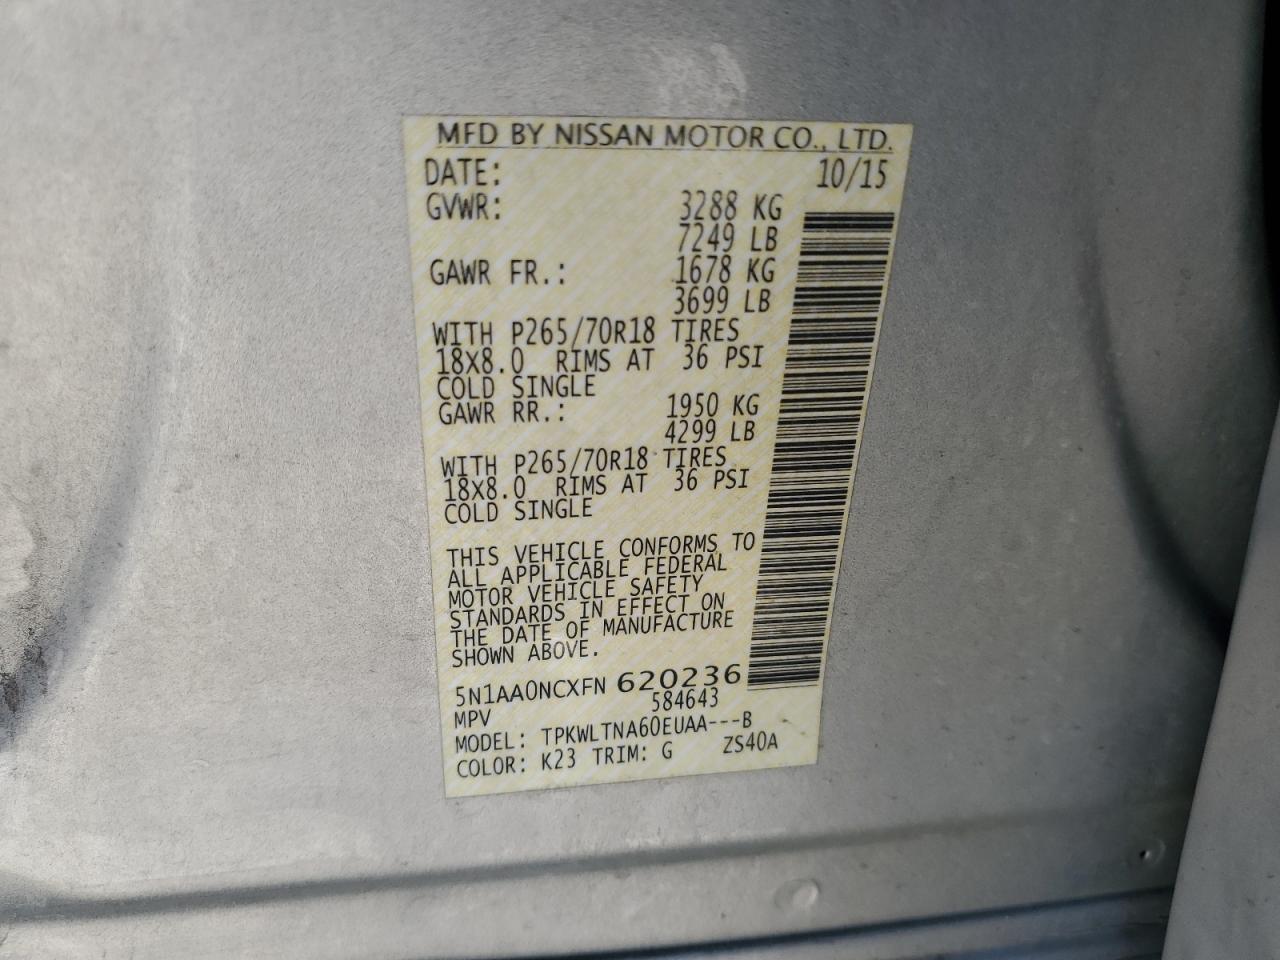 MFD BY NISSAN MOTOR CO., LTD.
DATE: 10/15
GVWR: 3288 KG
7249 LB
GAWR FR.: 1678 KG
3699 LB
WITH P265/70R18 TIRES
18X8.0 RIMS AT 36 PSI
COLD SINGLE
GAWR RR.: 1950 KG
4299 LB
WITH P265/70R18 TIRES
18X8.0 RIMS AT 36 PSI
COLD SINGLE
THIS VEHICLE CONFORMS TO
ALL APPLICABLE FEDERAL
MOTOR VEHICLE SAFETY
STANDARDS IN EFFECT ON
THE DATE OF MANUFACTURE
SHOWN ABOVE.
5N1AA0NCXFN 620236
MPV 584643
MODEL: TPKWLTNA60EUAA---B
COLOR: K23 TRIM: G ZS40A